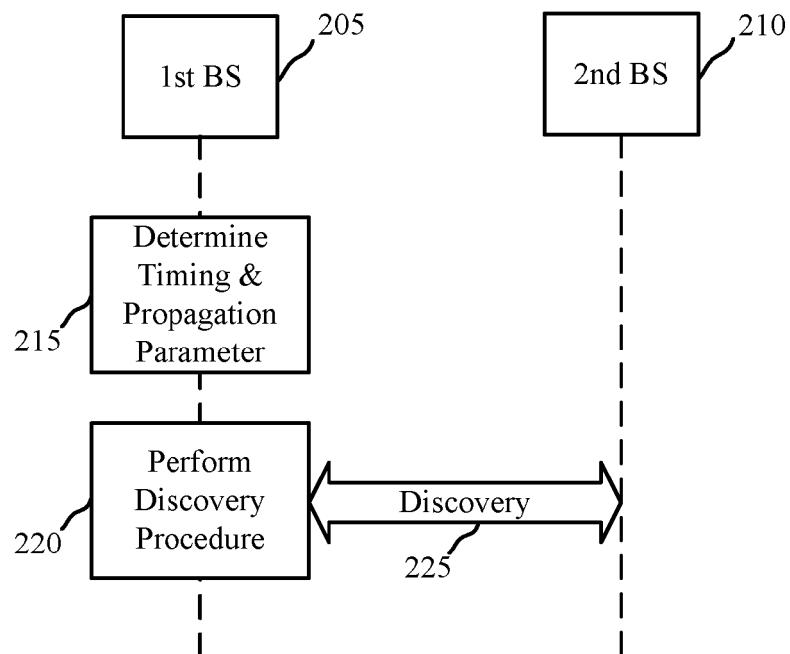 205
210
1st BS
2nd BS
Determine
Timing &
Propagation
Parameter
215
Perform
Discovery
Procedure
220
Discovery
225